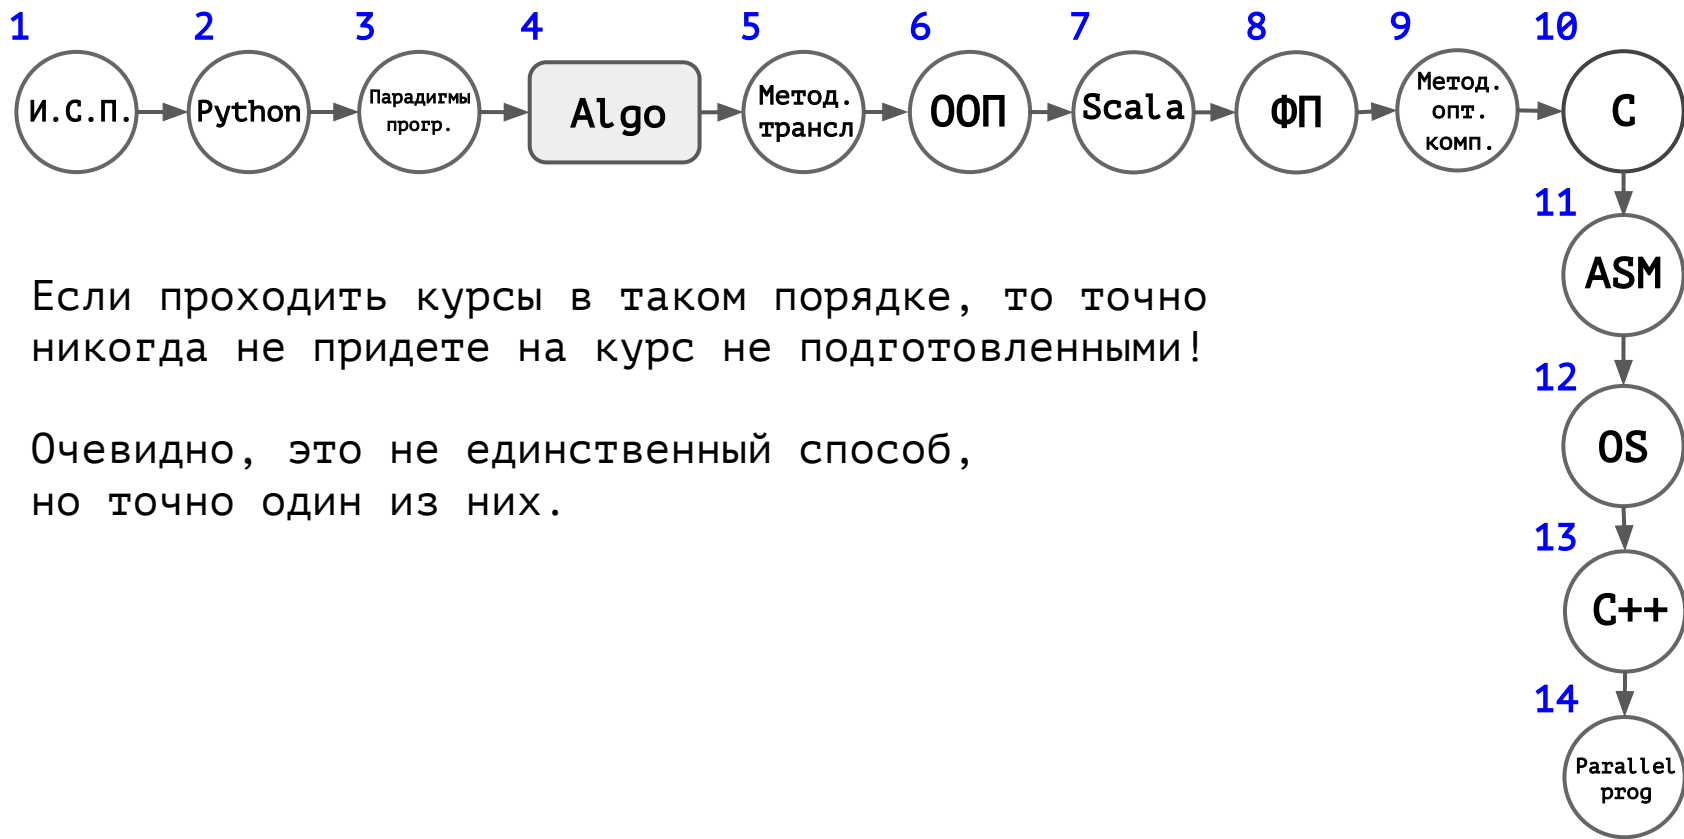 1
И.С.П.
2
Python
3
Парадигмы
прогр.
4
Algo
5
Метод.
трансл
6
ООП
7
Scala
8
ФП
9
Метод.
опт.
комп.
10
C
11
ASM
12
OS
13
C++
14
Parallel
prog
Если проходить курсы в таком порядке, то точно
никогда не придете на курс не подготовленными!
Очевидно, это не единственный способ,
но точно один из них.